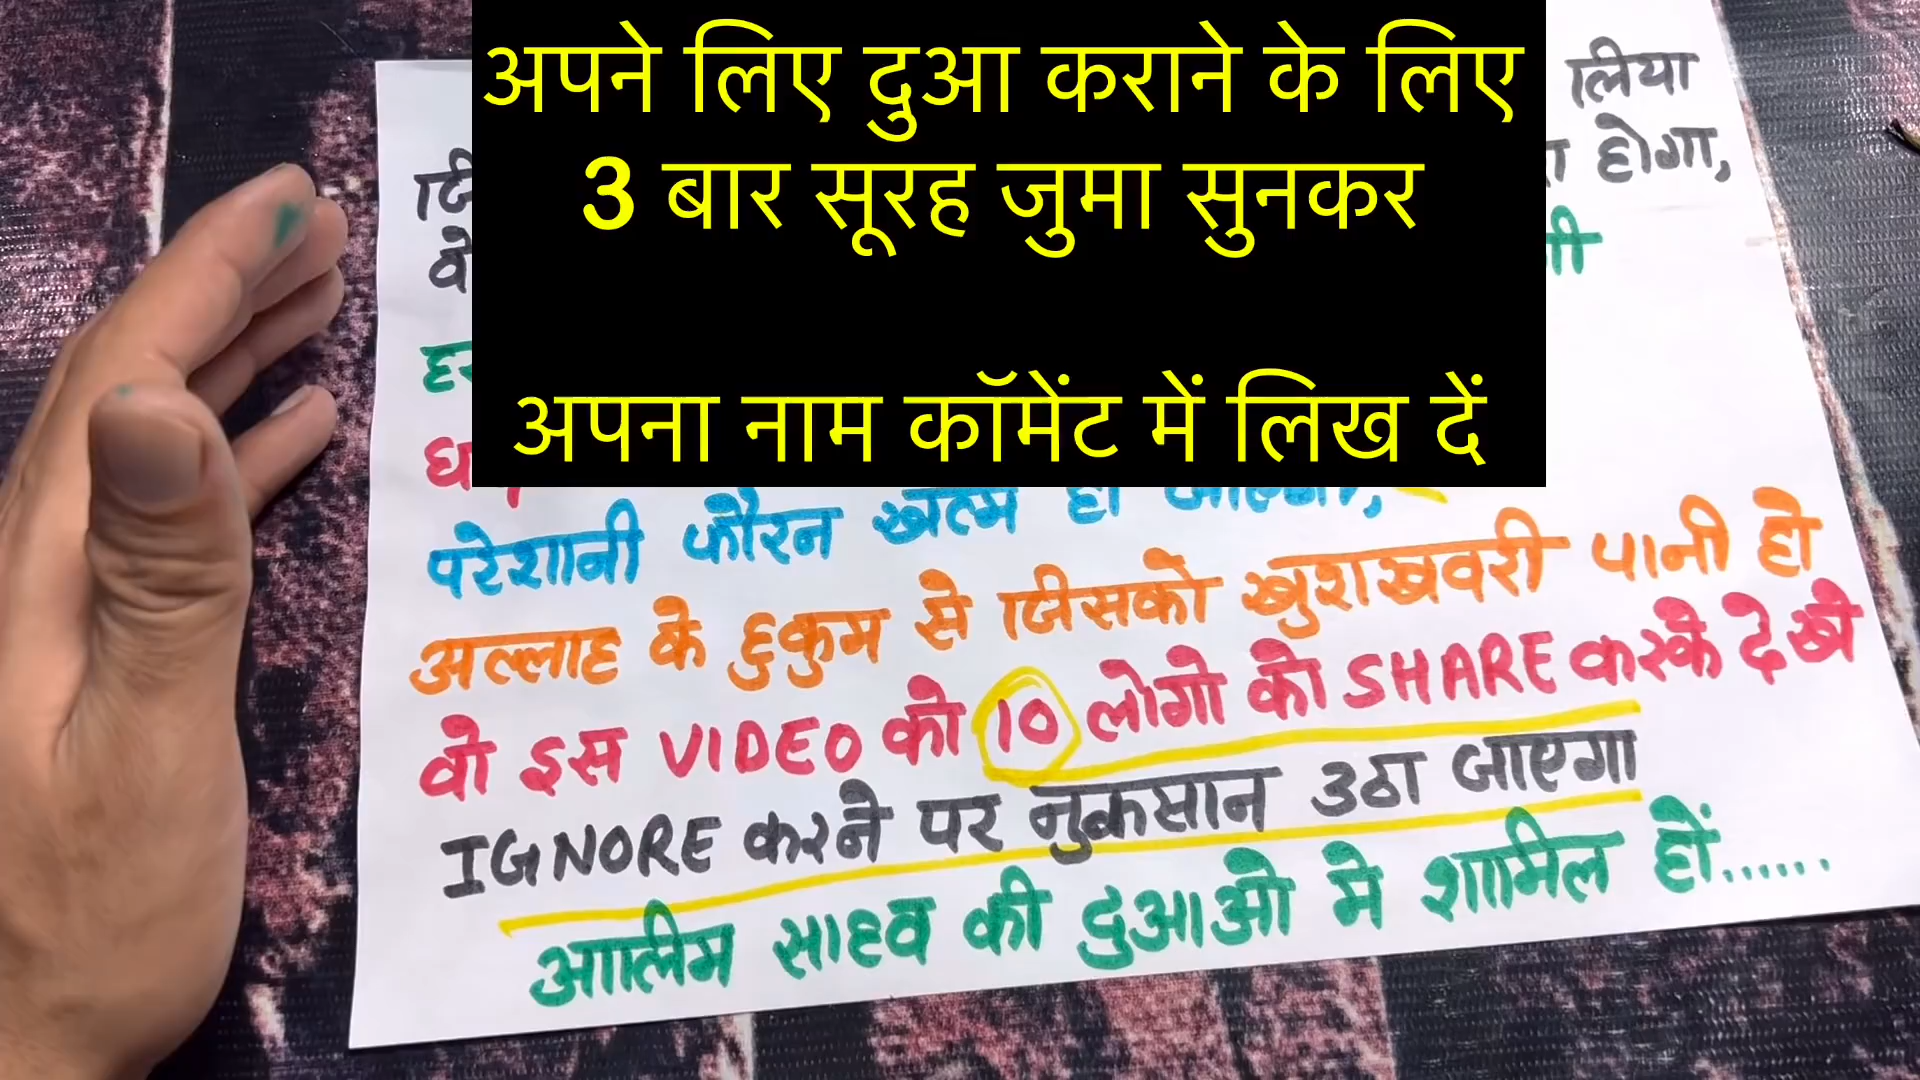 अपने लिए दुआ कराने के लिए
3 बार सूरह जुमा सुनकर
अपना नाम कॉमेंट में लिख दें
लिया
होगा,
परेशानी फौरन खत्म हो
अल्लाह के हुकुम से जिसको खुशखबरी पानी हो
वो इस VIDEO को 10 लोगो को SHARE करके देखे
IGNORE करने पर नुकसान उठा जाएगा
आलिम साहब की दुआओ मे शामिल हों......